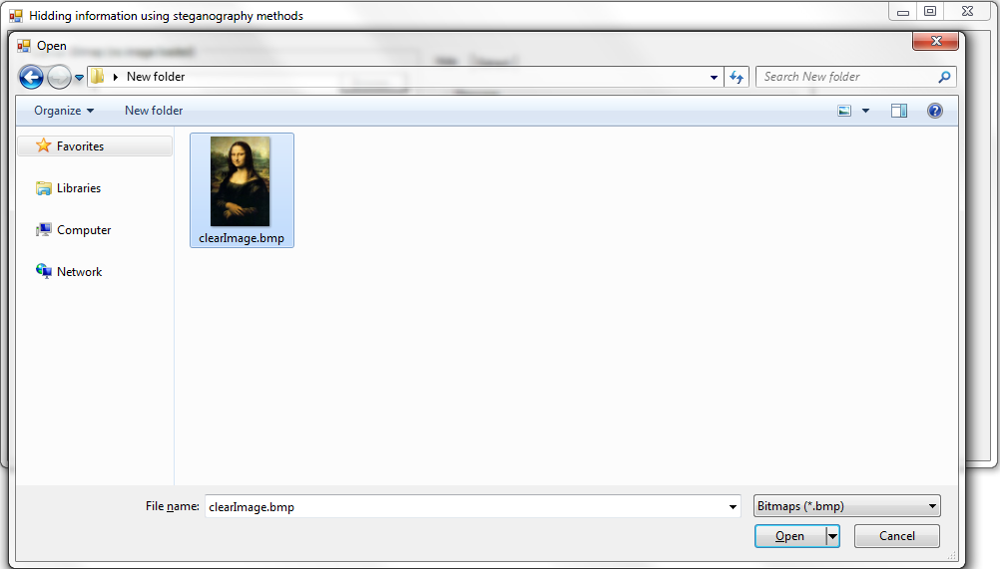 Hidding information using steganography methods
Open
New folder
Search New folder
Organize
New folder
Favorites
Libraries
Computer
Network
clearImage.bmp
File name: clearImage.bmp
Bitmaps (*.bmp)
Open
Cancel